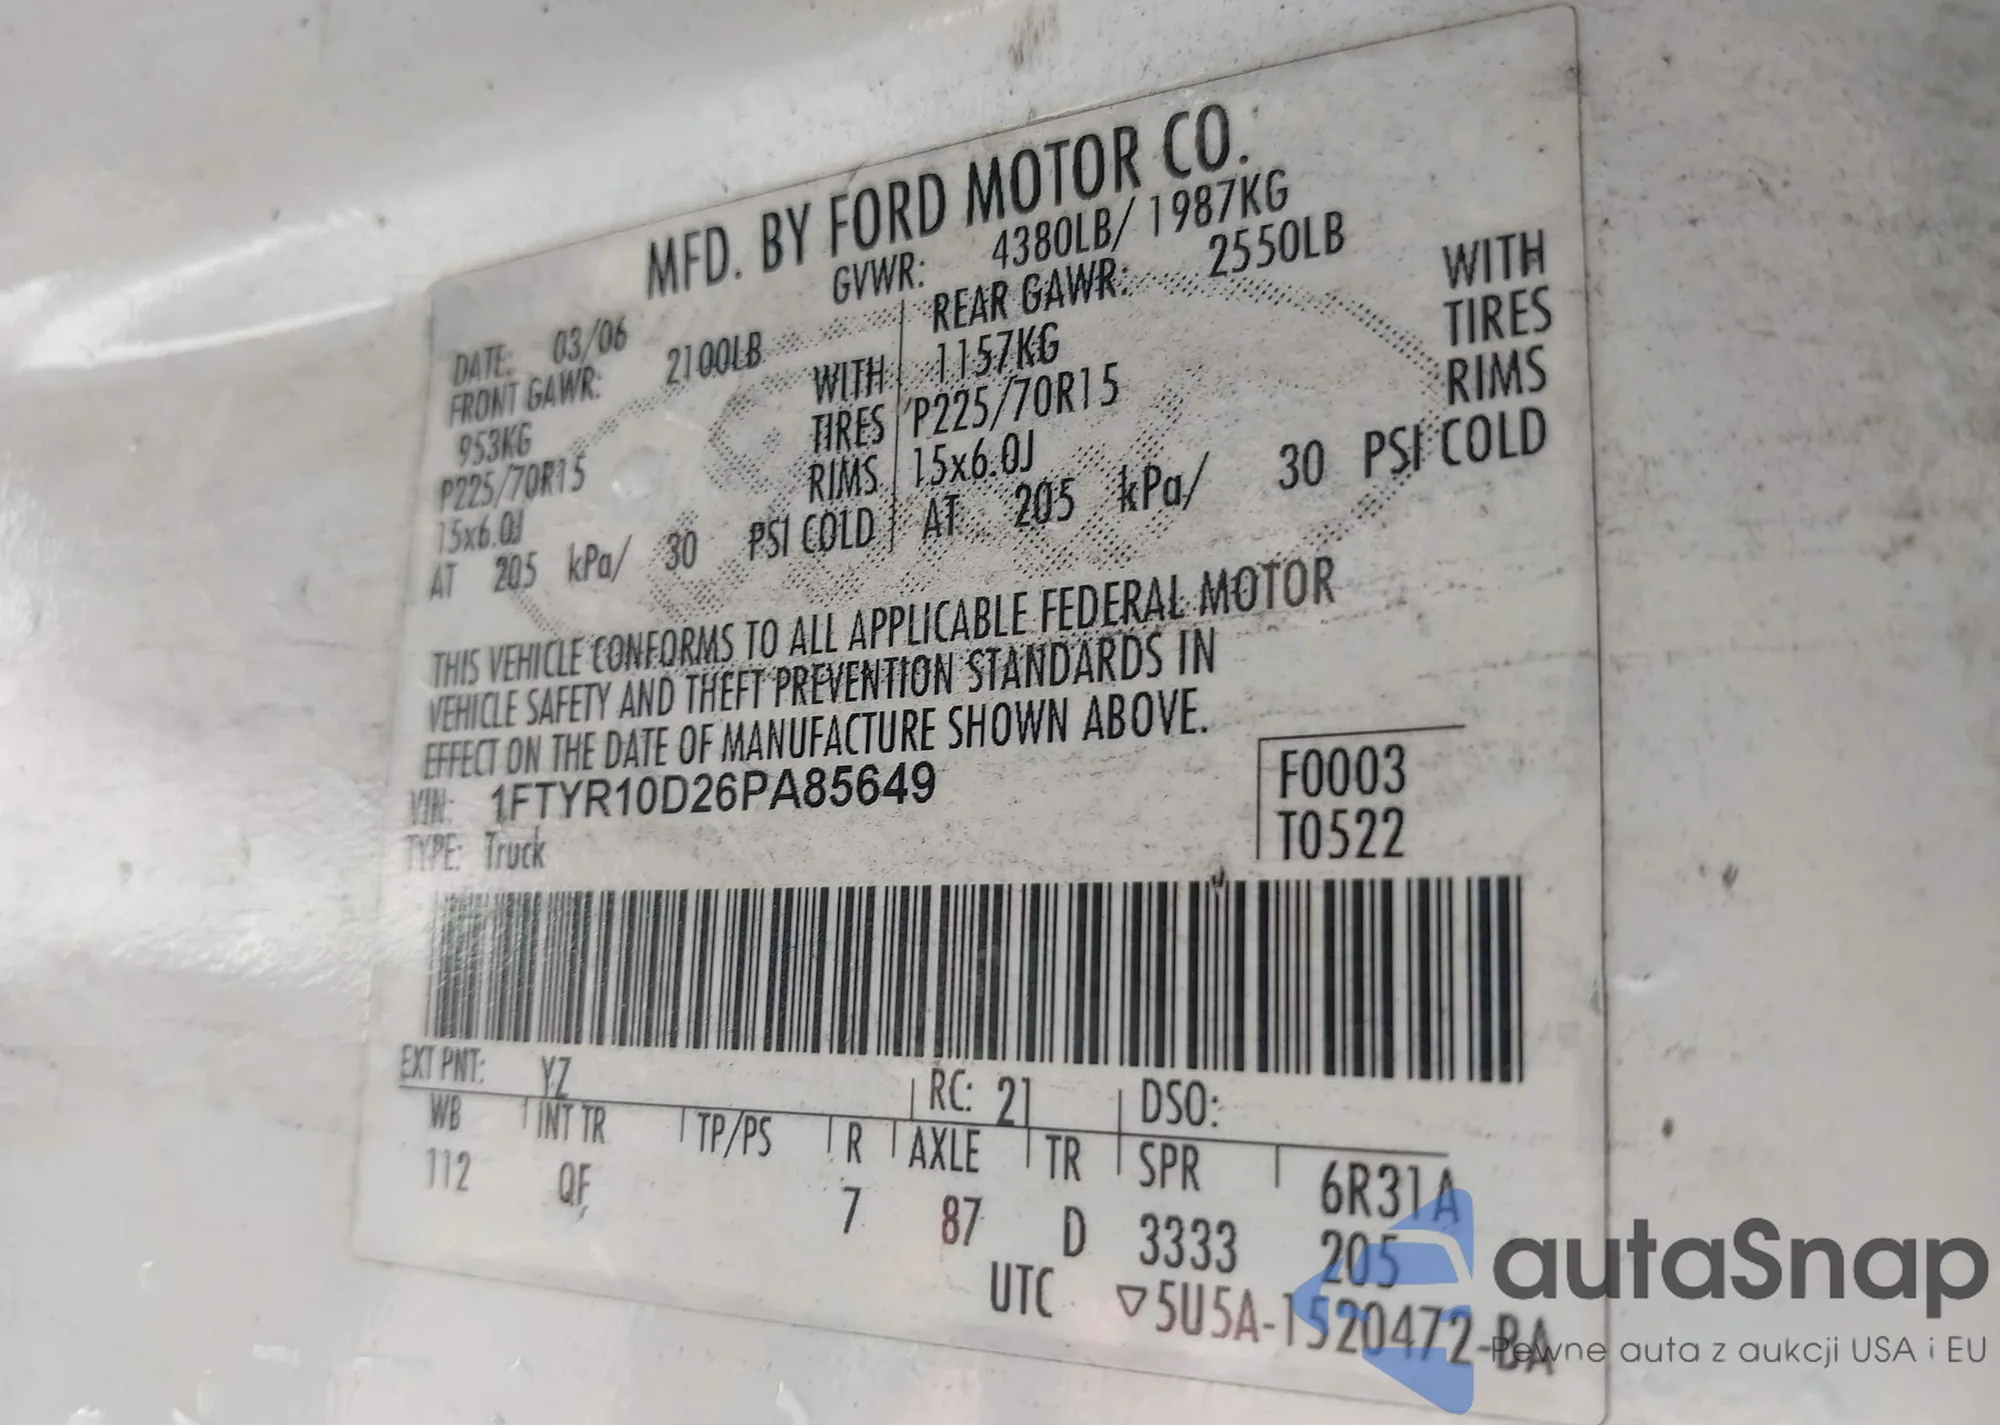 MFD. BY FORD MOTOR CO.
DATE: 03/06 GVWR: 4380LB/ 1987KG
FRONT GAWR: 2100LB REAR GAWR: 2550LB
953KG WITH 1157KG WITH
P225/70R15 TIRES P225/70R15 TIRES
15x6.0J RIMS 15x6.0J RIMS
AT 205 kPa/ 30 PSI COLD AT 205 kPa/ 30 PSI COLD
THIS VEHICLE CONFORMS TO ALL APPLICABLE FEDERAL MOTOR
VEHICLE SAFETY AND THEFT PREVENTION STANDARDS IN
EFFECT ON THE DATE OF MANUFACTURE SHOWN ABOVE.
VIN: 1FTYR10D26PA85649 F0003
TYPE: Truck T0522
EXT PNT: YZ RC: 21 DSO:
WB INT TR TP/PS R AXLE TR SPR 6R31A
112 QF 7 87 D 3333 205
UTC ▽5U5A-1520472-BA
autaSnap
Pewne auta z aukcji USA i EU